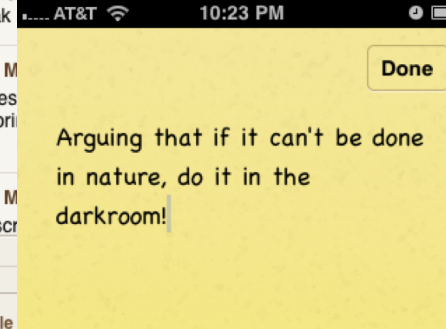 AT&T 10:23 PM
Done
Arguing that if it can't be done
in nature, do it in the
darkroom!